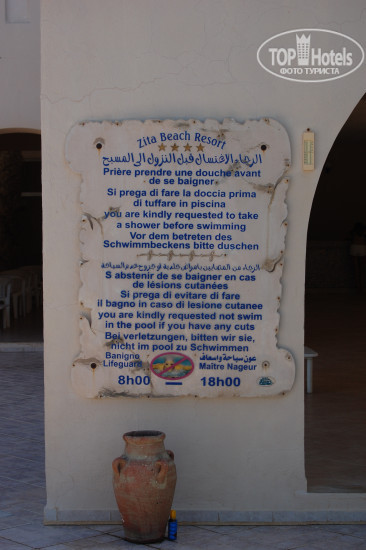 TOP Hotels
ФОТО ТУРИСТА
Zita Beach Resort
الرجاء الاغتسال قبل النزول الى المسبح
Prière prendre une douche avant
de se baigner
Si prega di fare la doccia prima
di tuffare in piscina
you are kindly requested to take
a shower before swimming
Vor dem betreten des
Schwimmbeckens bitte duschen
S abstenir de se baigner en cas
de lésions cutanées
Si prega di evitare di fare
il bagno in caso di lesione cutanee
you are kindly requested not swim
in the pool if you have any cuts
Bei verletzungen, bitten wir sie,
nicht im pool zu Schwimmen
Banigno
Lifeguard
عون سباحة واسعاف
Maître Nageur
8h00 18h00